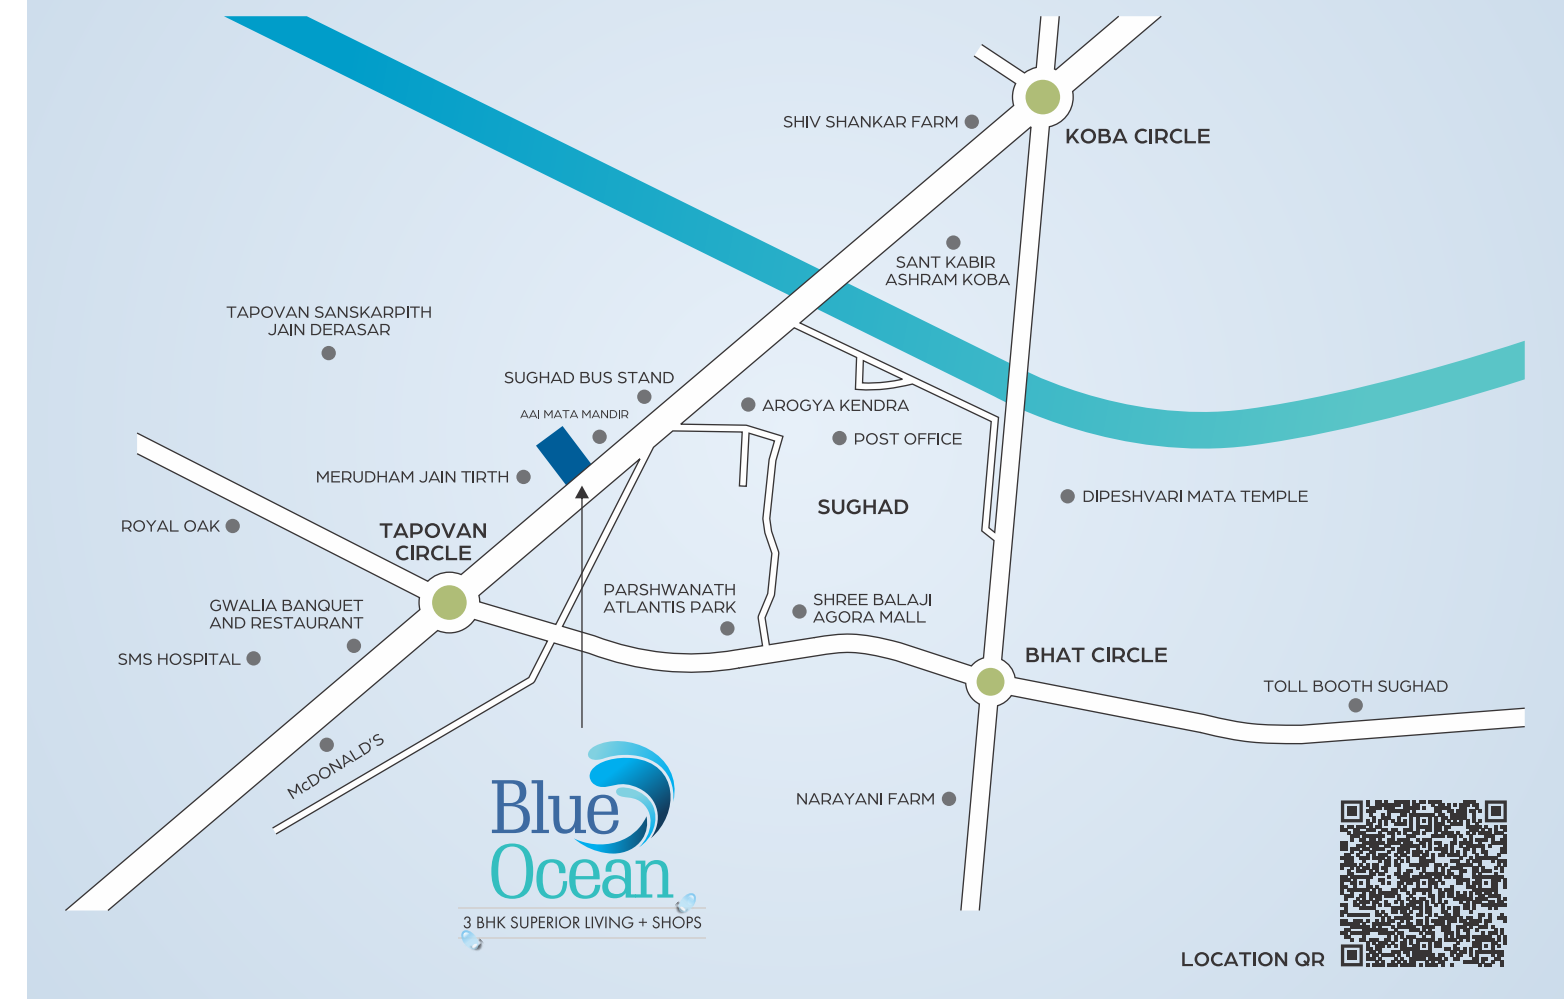 SHIV SHANKAR FARM
KOBA CIRCLE
SANT KABIR
ASHRAM KOBA
TAPOVAN SANSKARPITH
JAIN DERASAR
SUGHAD BUS STAND
AAI MATA MANDIR
AROGYA KENDRA
POST OFFICE
MERUDHAM JAIN TIRTH
DIPESHVARI MATA TEMPLE
SUGHAD
ROYAL OAK
TAPOVAN
CIRCLE
PARSHWANATH
ATLANTIS PARK
SHREE BALAJI
AGORA MALL
GWALIA BANQUET
AND RESTAURANT
SMS HOSPITAL
BHAT CIRCLE
TOLL BOOTH SUGHAD
McDONALD'S
NARAYANI FARM
Blue
Ocean
3 BHK SUPERIOR LIVING + SHOPS
LOCATION QR